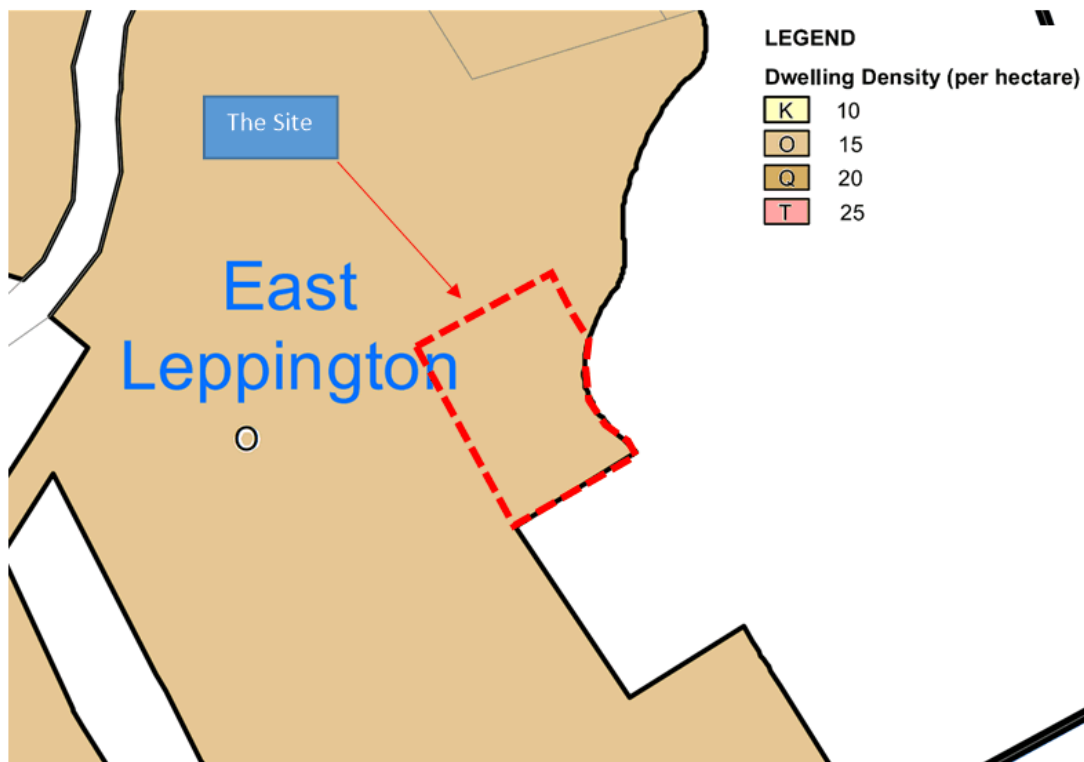 The Site
East
Leppington
O
LEGEND
Dwelling Density (per hectare)
K 10
O 15
Q 20
T 25